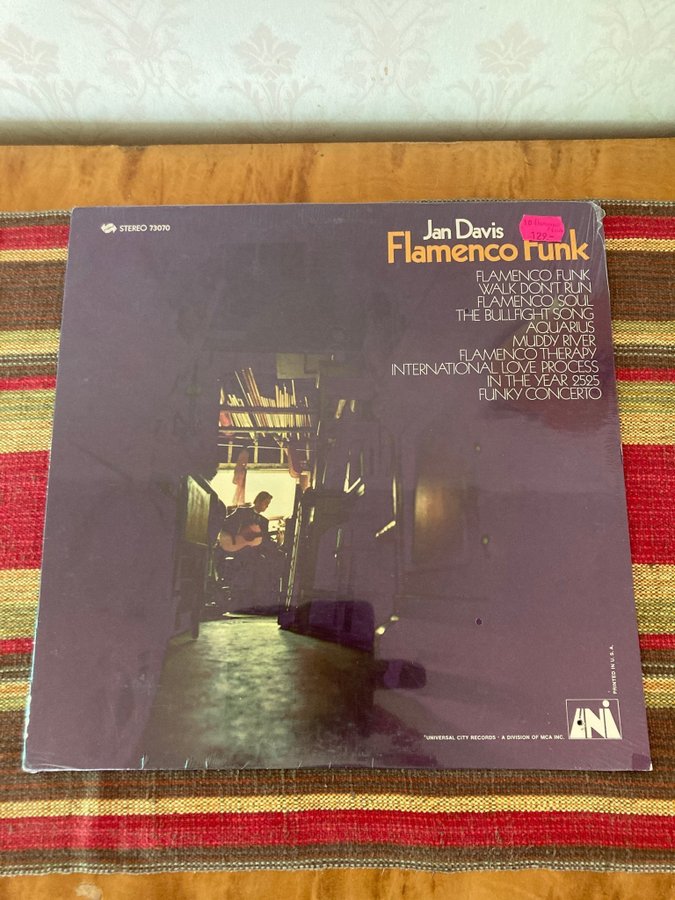 STEREO 73070
Jan Davis
129-
Flamenco Funk
FLAMENCO FUNK
WALK DON'T RUN
FLAMENCO SOUL
THE BULLFIGHT SONG
AQUARIUS
MUDDY RIVER
FLAMENCO THERAPY
INTERNATIONAL LOVE PROCESS
IN THE YEAR 2525
FUNKY CONCERTO
PRINTED IN U.S.A.
UNI
UNIVERSAL CITY RECORDS · A DIVISION OF MCA INC.